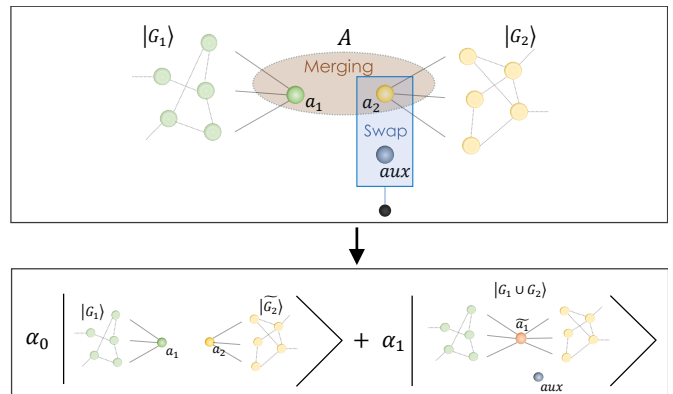 |G₁⟩ A |G₂⟩
Merging
a₁ a₂
Swap
aux
|G₁⟩ |G̃₂⟩ |G₁ ∪ G₂⟩
α₀ | a₁ a₂ ⟩ + α₁ | ã₁ ⟩
aux